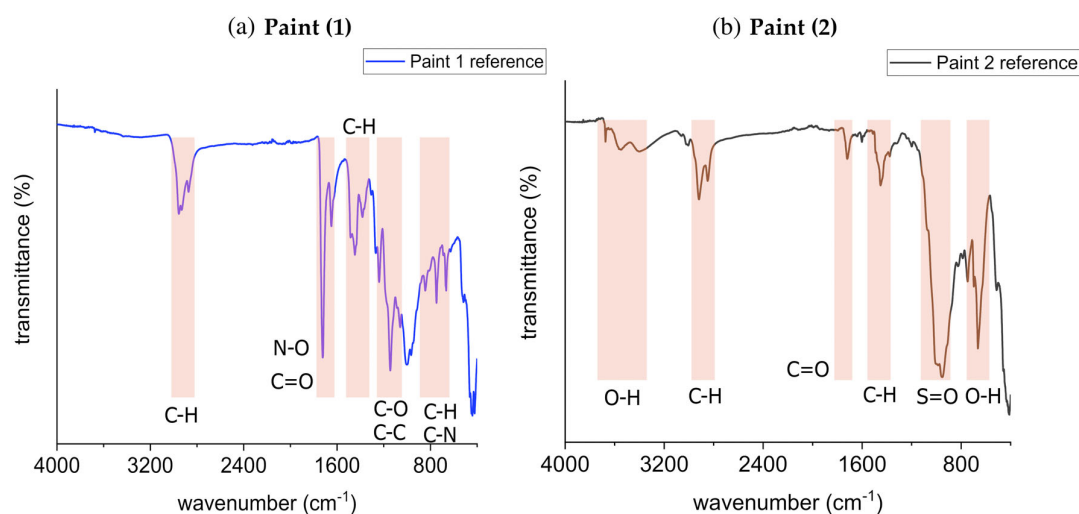 (a) Paint (1)
Paint 1 reference
transmittance (%)
C-H
N-O
C=O
C-H
C-O
C-C
C-H
C-N
4000 3200 2400 1600 800
wavenumber (cm-1)
(b) Paint (2)
Paint 2 reference
transmittance (%)
O-H
C-H
C=O
C-H
S=O
O-H
4000 3200 2400 1600 800
wavenumber (cm-1)